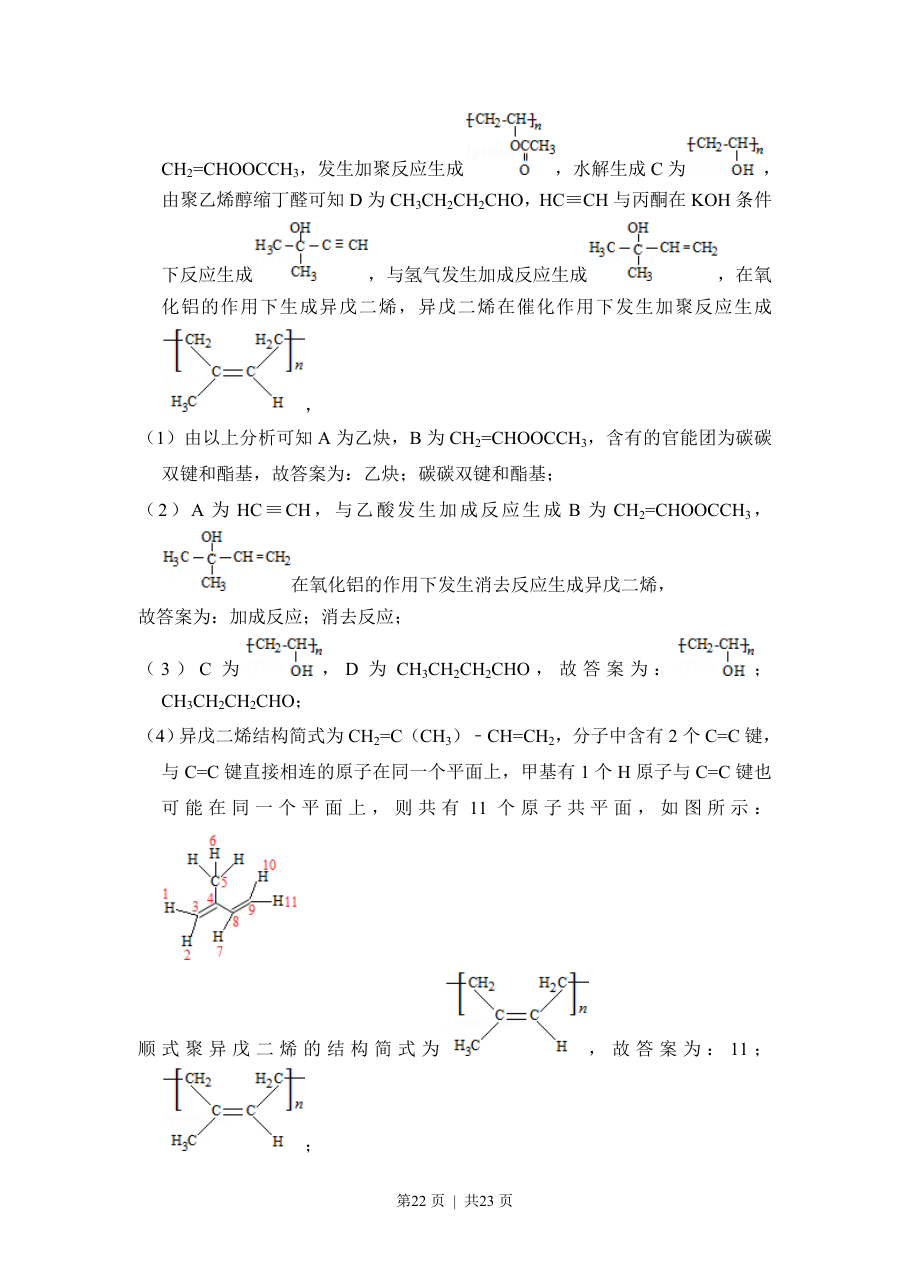 [CH₂-CH]ₙ
OCCH₃
O
[CH₂-CH]ₙ
OH
CH₂=CHOOCCH₃，发生加聚反应生成，水解生成 C 为，
由聚乙烯醇缩丁醛可知 D 为 CH₃CH₂CH₂CHO，HC≡CH 与丙酮在 KOH 条件
OH
H₃C－C－C≡CH
CH₃
OH
H₃C－C－CH=CH₂
CH₃
下反应生成，与氢气发生加成反应生成，在氧
化铝的作用下生成异戊二烯，异戊二烯在催化作用下发生加聚反应生成
[CH₂ H₂C]ₙ
C=C
H₃C H，
（1）由以上分析可知 A 为乙炔，B 为 CH₂=CHOOCCH₃，含有的官能团为碳碳
双键和酯基，故答案为：乙炔；碳碳双键和酯基；
（2）A 为 HC≡CH，与乙酸发生加成反应生成 B 为 CH₂=CHOOCCH₃，
OH
H₃C－C－CH=CH₂
CH₃
在氧化铝的作用下发生消去反应生成异戊二烯，
故答案为：加成反应；消去反应；
[CH₂-CH]ₙ
OH
[CH₂-CH]ₙ
OH
（3）C 为，D 为 CH₃CH₂CH₂CHO，故答案为：；
CH₃CH₂CH₂CHO；
（4）异戊二烯结构简式为 CH₂=C（CH₃）﹣CH=CH₂，分子中含有 2 个 C=C 键，
与 C=C 键直接相连的原子在同一个平面上，甲基有 1 个 H 原子与 C=C 键也
可能在同一个平面上，则共有 11 个原子共平面，如图所示：
6
H H H
10
H
C 5
1 4
H 3 9 H 11
8
H H
2 7
[CH₂ H₂C]ₙ
C=C
H₃C H
顺式聚异戊二烯的结构简式为，故答案为：11；
[CH₂ H₂C]ₙ
C=C
H₃C H；
第22 页 | 共23 页